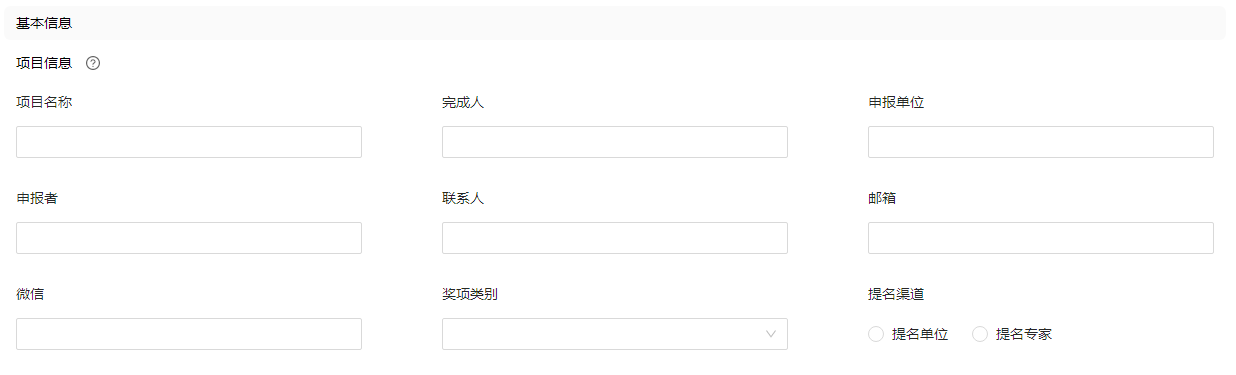 基本信息
项目信息 ?
项目名称 完成人 申报单位
申报者 联系人 邮箱
微信 奖项类别 提名渠道
提名单位 提名专家